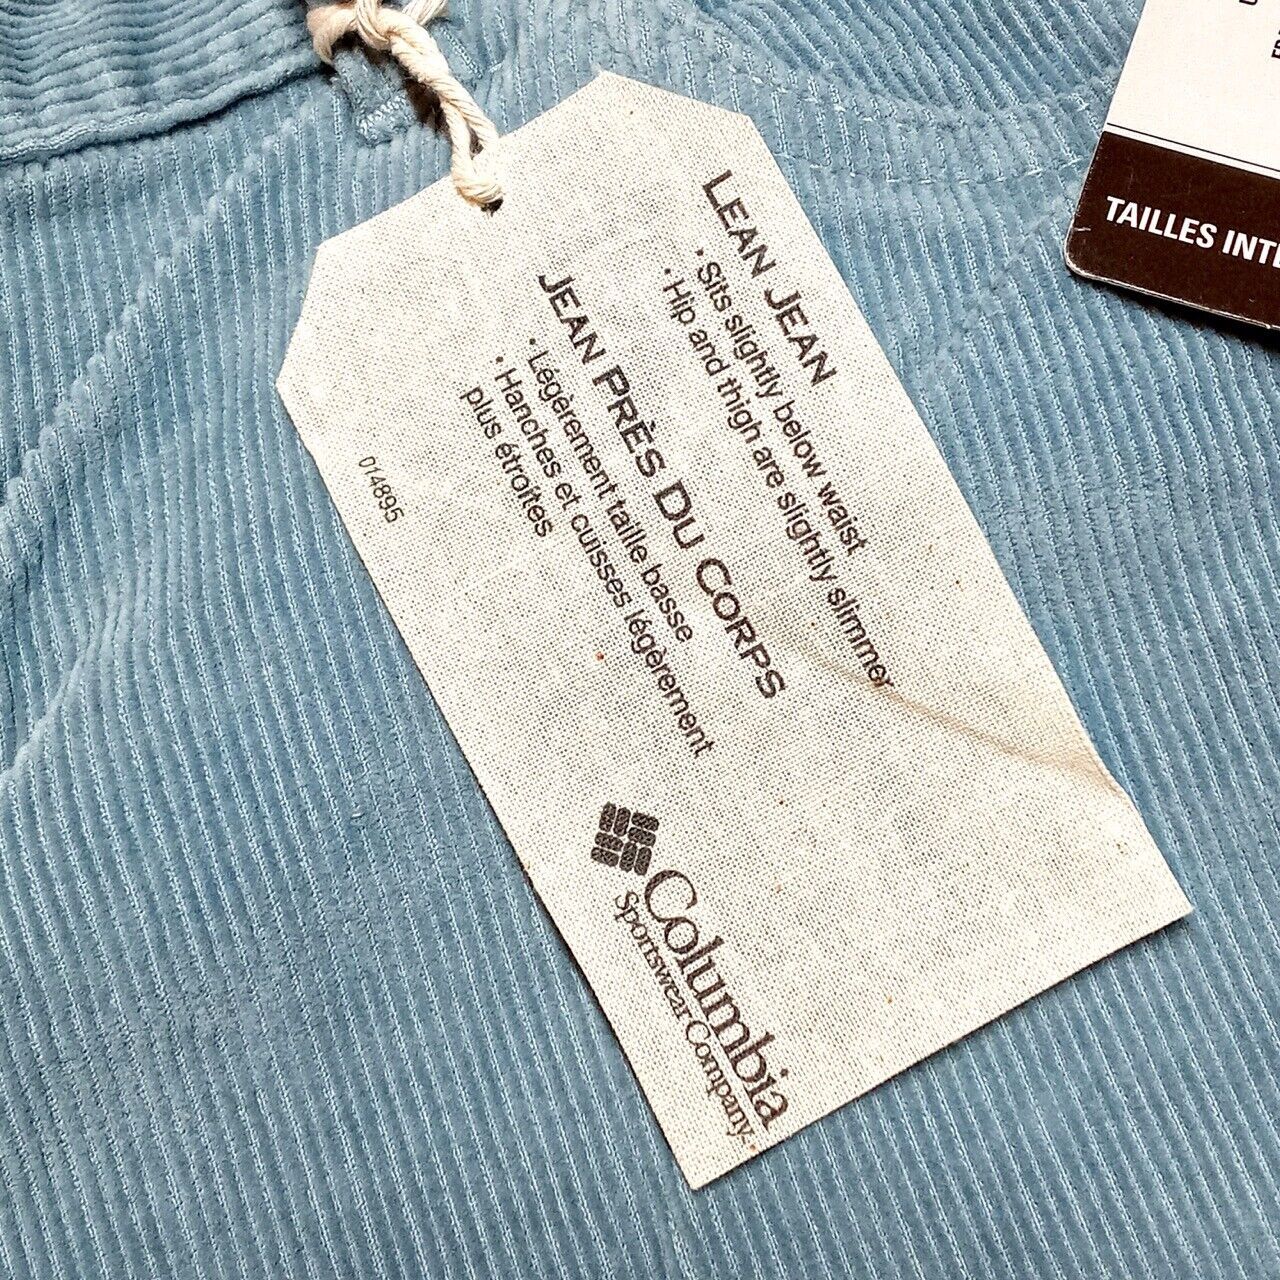 LEAN JEAN
· Sits slightly below waist
· Hip and thigh are slightly slimmer
JEAN PRÈS DU CORPS
· Légèrement taille basse
· Hanches et cuisses légèrement
plus étroites
014895
Columbia
Sportswear Company
TAILLES INTE